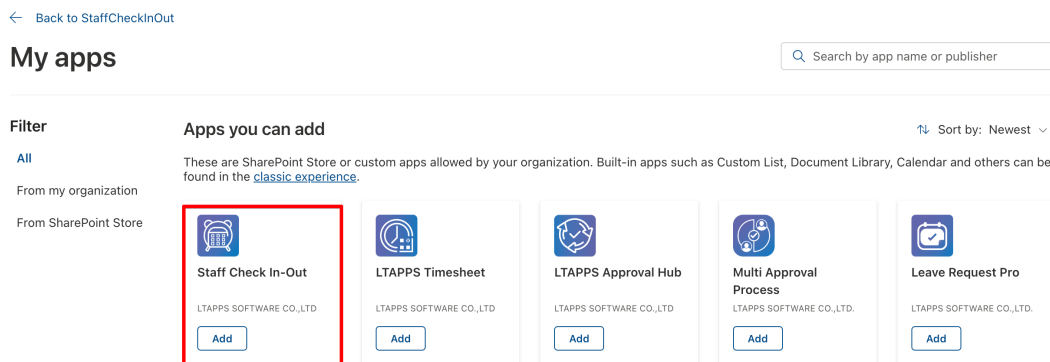 Back to StaffCheckInOut
My apps
Search by app name or publisher
Filter
All
From my organization
From SharePoint Store
Apps you can add
Sort by: Newest
These are SharePoint Store or custom apps allowed by your organization. Built-in apps such as Custom List, Document Library, Calendar and others can be
found in the classic experience.
Staff Check In-Out
LTAPPS SOFTWARE CO.,LTD
Add
LTAPPS Timesheet
LTAPPS SOFTWARE CO.,LTD
Add
LTAPPS Approval Hub
LTAPPS SOFTWARE CO.,LTD
Add
Multi Approval
Process
LTAPPS SOFTWARE CO.,LTD.
Add
Leave Request Pro
LTAPPS SOFTWARE CO.,LTD.
Add